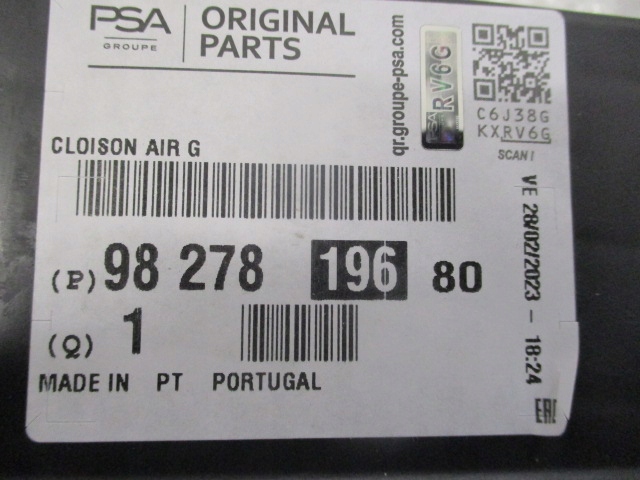 PSA
GROUPE
ORIGINAL
PARTS
qr.groupe-psa.com
PSA RV6G
C6J38G
KXRV6G
SCAN !
CLOISON AIR G
(P) 98 278 196 80
(Q) 1
MADE IN PT PORTUGAL
VE 28/02/2023 - 18:24
EAC